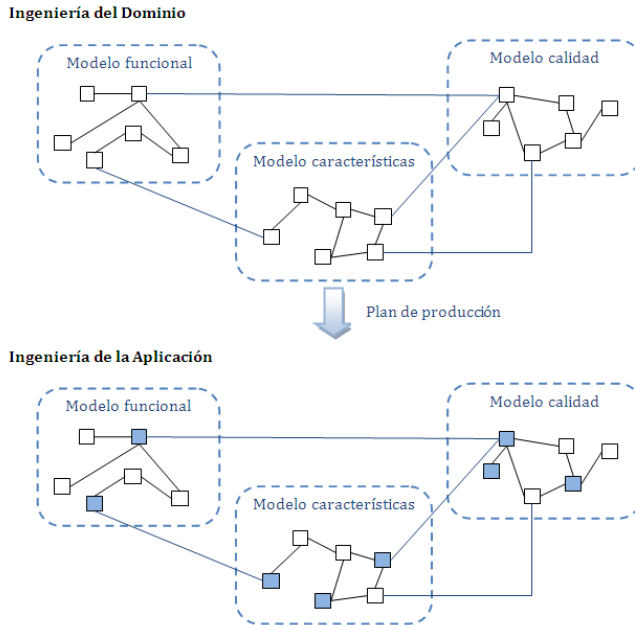 Ingeniería del Dominio
Modelo funcional
Modelo calidad
Modelo características
Plan de producción
Ingeniería de la Aplicación
Modelo funcional
Modelo calidad
Modelo características